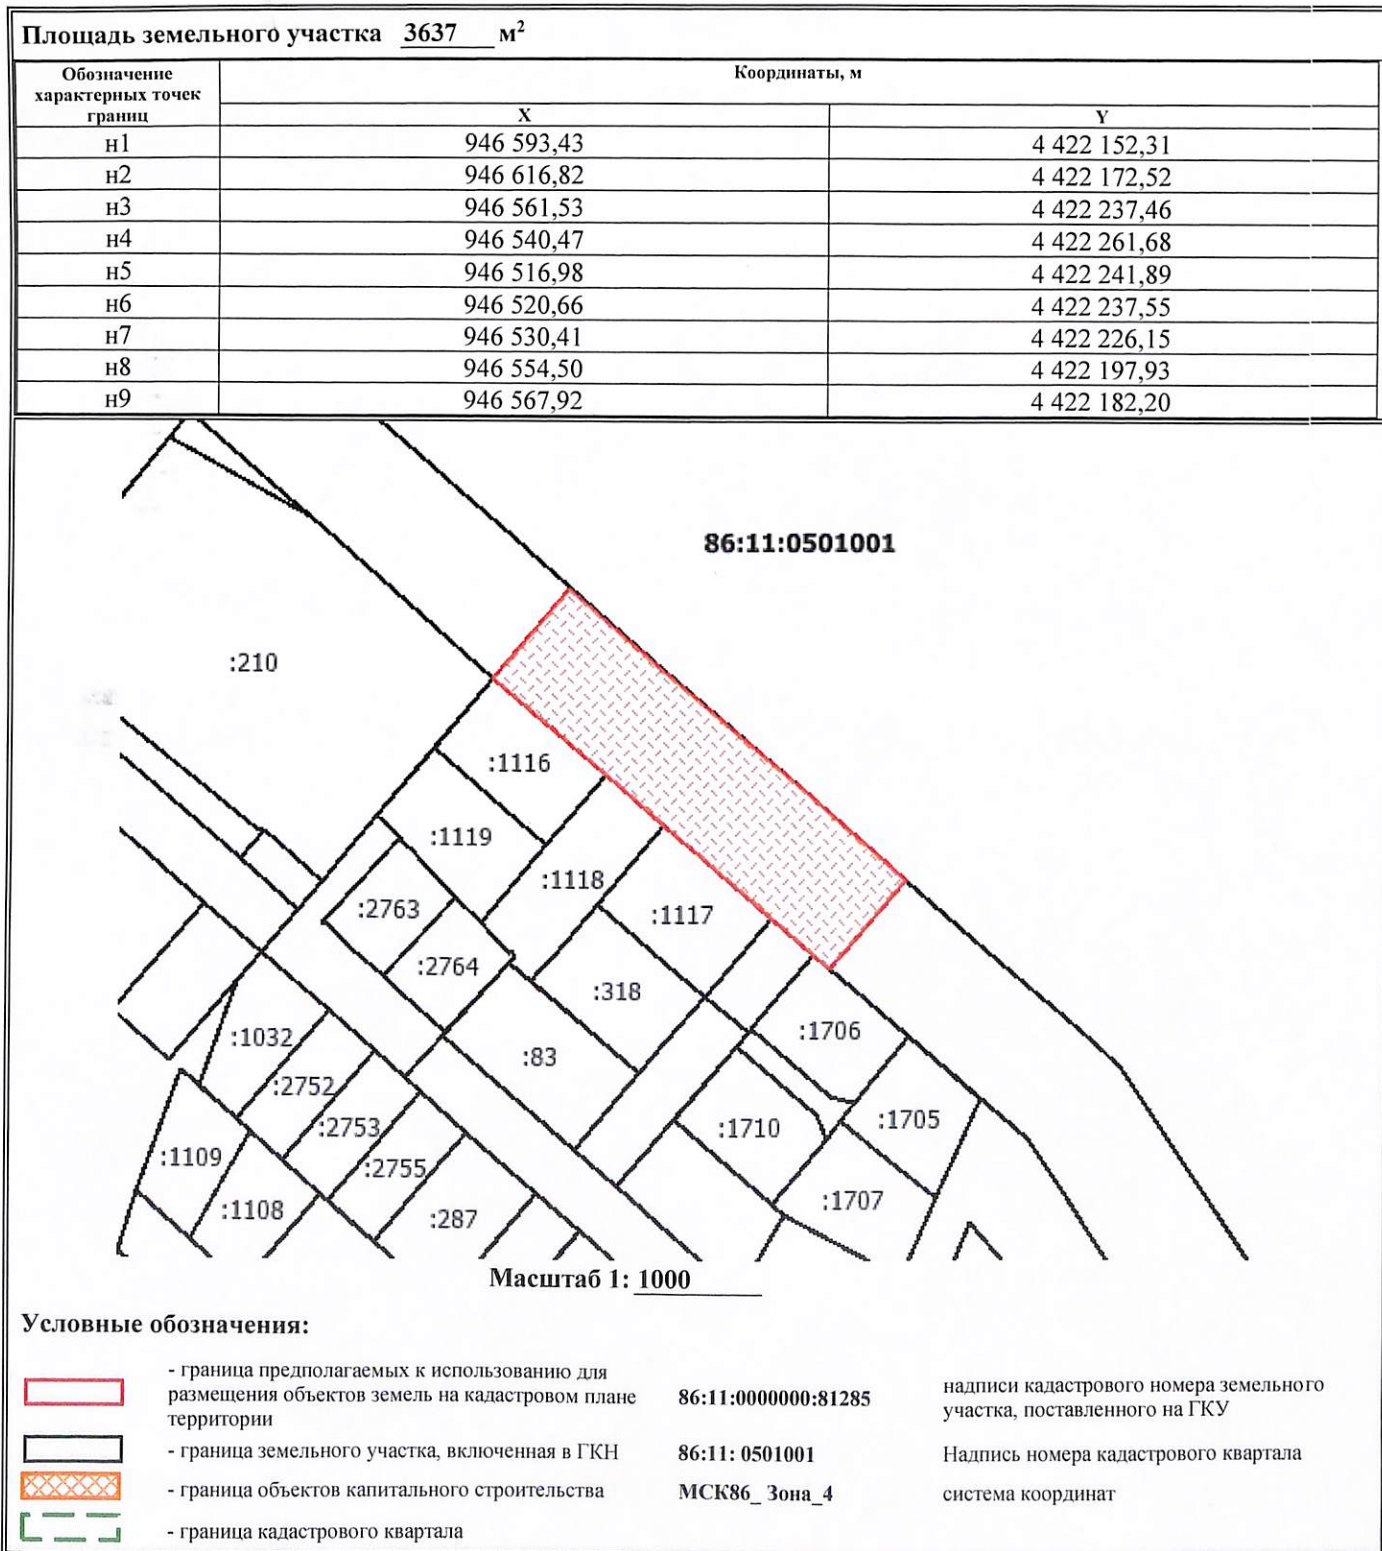 Площадь земельного участка 3637 м²
Обозначение характерных точек границ
Координаты, м
X Y
н1 946 593,43 4 422 152,31
н2 946 616,82 4 422 172,52
н3 946 561,53 4 422 237,46
н4 946 540,47 4 422 261,68
н5 946 516,98 4 422 241,89
н6 946 520,66 4 422 237,55
н7 946 530,41 4 422 226,15
н8 946 554,50 4 422 197,93
н9 946 567,92 4 422 182,20
86:11:0501001
:210
:1116
:1119
:1118
:2763
:1117
:2764
:318
:1032
:83
:1706
:2752
:2753
:1710
:1705
:1109
:2755
:1108
:287
:1707
Масштаб 1: 1000
Условные обозначения:
- граница предполагаемых к использованию для
размещения объектов земель на кадастровом плане
территории
86:11:0000000:81285
надписи кадастрового номера земельного
участка, поставленного на ГКУ
- граница земельного участка, включенная в ГКН
86:11: 0501001
Надпись номера кадастрового квартала
- граница объектов капитального строительства
МСК86_ Зона_4
система координат
- граница кадастрового квартала